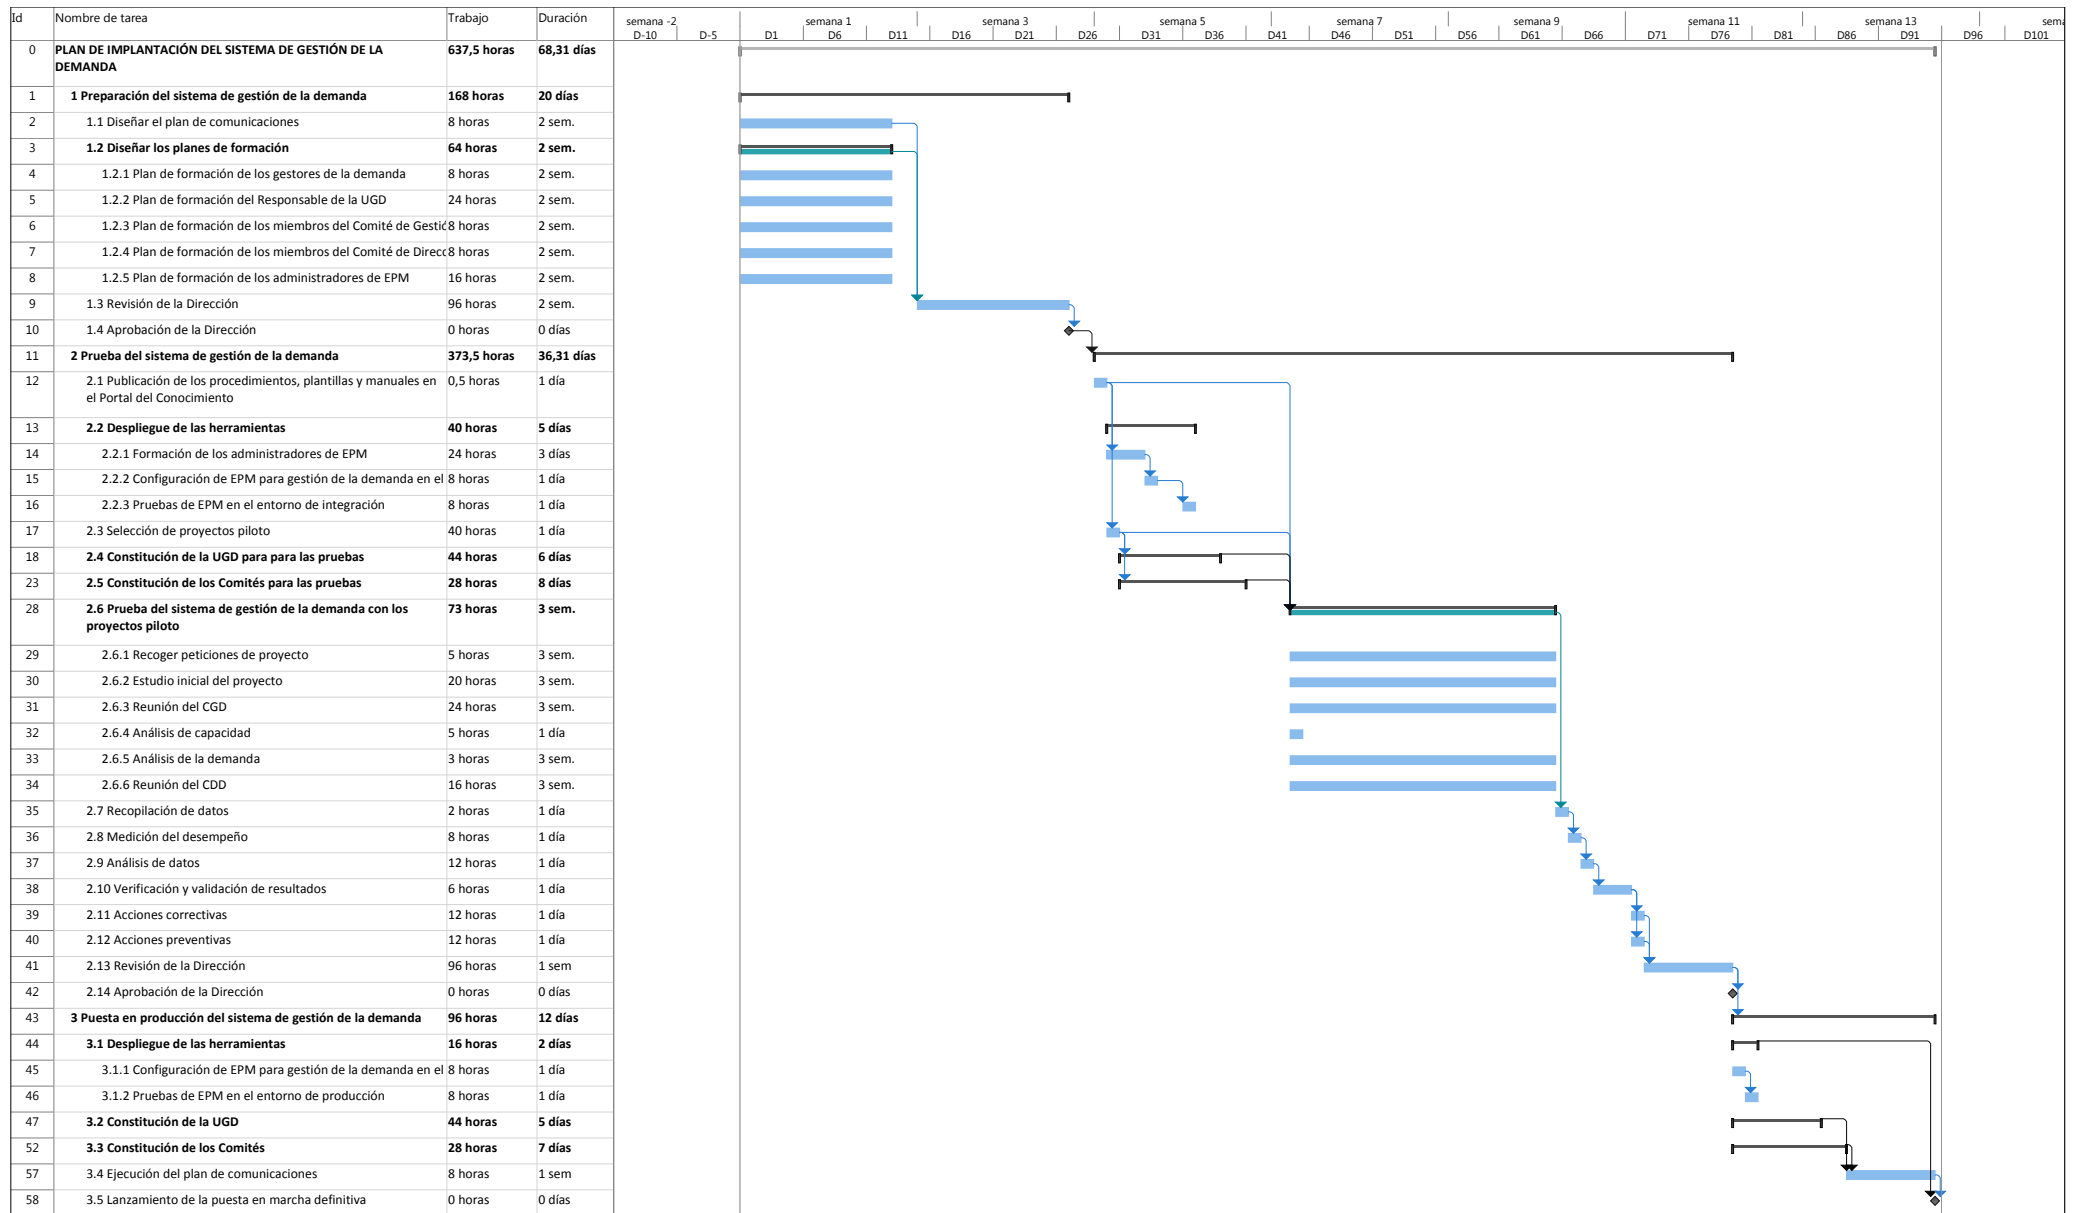 Id Nombre de tarea Trabajo Duración semana -2 semana 1 semana 3 semana 5 semana 7 semana 9 semana 11 semana 13
D-10 D-5 D1 D6 D11 D16 D21 D26 D31 D36 D41 D46 D51 D56 D61 D66 D71 D76 D81 D86 D91 D96 D101
0 PLAN DE IMPLANTACIÓN DEL SISTEMA DE GESTIÓN DE LA 637,5 horas 68,31 días
DEMANDA
1 1 Preparación del sistema de gestión de la demanda 168 horas 20 días
2 1.1 Diseñar el plan de comunicaciones 8 horas 2 sem.
3 1.2 Diseñar los planes de formación 64 horas 2 sem.
4 1.2.1 Plan de formación de los gestores de la demanda 8 horas 2 sem.
5 1.2.2 Plan de formación del Responsable de la UGD 24 horas 2 sem.
6 1.2.3 Plan de formación de los miembros del Comité de Gestió 8 horas 2 sem.
7 1.2.4 Plan de formación de los miembros del Comité de Direcc 8 horas 2 sem.
8 1.2.5 Plan de formación de los administradores de EPM 16 horas 2 sem.
9 1.3 Revisión de la Dirección 96 horas 2 sem.
10 1.4 Aprobación de la Dirección 0 horas 0 días
11 2 Prueba del sistema de gestión de la demanda 373,5 horas 36,31 días
12 2.1 Publicación de los procedimientos, plantillas y manuales en 0,5 horas 1 día
el Portal del Conocimiento
13 2.2 Despliegue de las herramientas 40 horas 5 días
14 2.2.1 Formación de los administradores de EPM 24 horas 3 días
15 2.2.2 Configuración de EPM para gestión de la demanda en el 8 horas 1 día
16 2.2.3 Pruebas de EPM en el entorno de integración 8 horas 1 día
17 2.3 Selección de proyectos piloto 40 horas 1 día
18 2.4 Constitución de la UGD para para las pruebas 44 horas 6 días
23 2.5 Constitución de los Comités para las pruebas 28 horas 8 días
28 2.6 Prueba del sistema de gestión de la demanda con los 73 horas 3 sem.
proyectos piloto
29 2.6.1 Recoger peticiones de proyecto 5 horas 3 sem.
30 2.6.2 Estudio inicial del proyecto 20 horas 3 sem.
31 2.6.3 Reunión del CGD 24 horas 3 sem.
32 2.6.4 Análisis de capacidad 5 horas 1 día
33 2.6.5 Análisis de la demanda 3 horas 3 sem.
34 2.6.6 Reunión del CDD 16 horas 3 sem.
35 2.7 Recopilación de datos 2 horas 1 día
36 2.8 Medición del desempeño 8 horas 1 día
37 2.9 Análisis de datos 12 horas 1 día
38 2.10 Verificación y validación de resultados 6 horas 1 día
39 2.11 Acciones correctivas 12 horas 1 día
40 2.12 Acciones preventivas 12 horas 1 día
41 2.13 Revisión de la Dirección 96 horas 1 sem
42 2.14 Aprobación de la Dirección 0 horas 0 días
43 3 Puesta en producción del sistema de gestión de la demanda 96 horas 12 días
44 3.1 Despliegue de las herramientas 16 horas 2 días
45 3.1.1 Configuración de EPM para gestión de la demanda en el 8 horas 1 día
46 3.1.2 Pruebas de EPM en el entorno de producción 8 horas 1 día
47 3.2 Constitución de la UGD 44 horas 5 días
52 3.3 Constitución de los Comités 28 horas 7 días
57 3.4 Ejecución del plan de comunicaciones 8 horas 1 sem
58 3.5 Lanzamiento de la puesta en marcha definitiva 0 horas 0 días